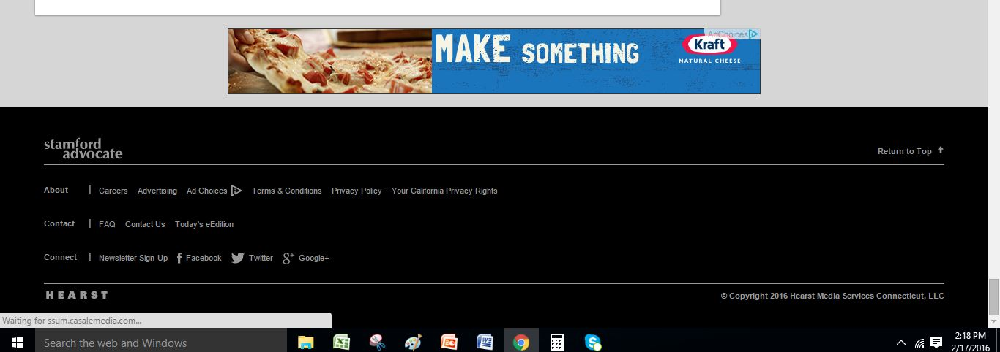 AdChoices
MAKE SOMETHING
Kraft
NATURAL CHEESE
stamford
advocate
Return to Top
About | Careers Advertising Ad Choices Terms & Conditions Privacy Policy Your California Privacy Rights
Contact | FAQ Contact Us Today's eEdition
Connect | Newsletter Sign-Up Facebook Twitter Google+
HEARST
© Copyright 2016 Hearst Media Services Connecticut, LLC
Waiting for ssum.casalemedia.com...
Search the web and Windows
2:18 PM
2/17/2016